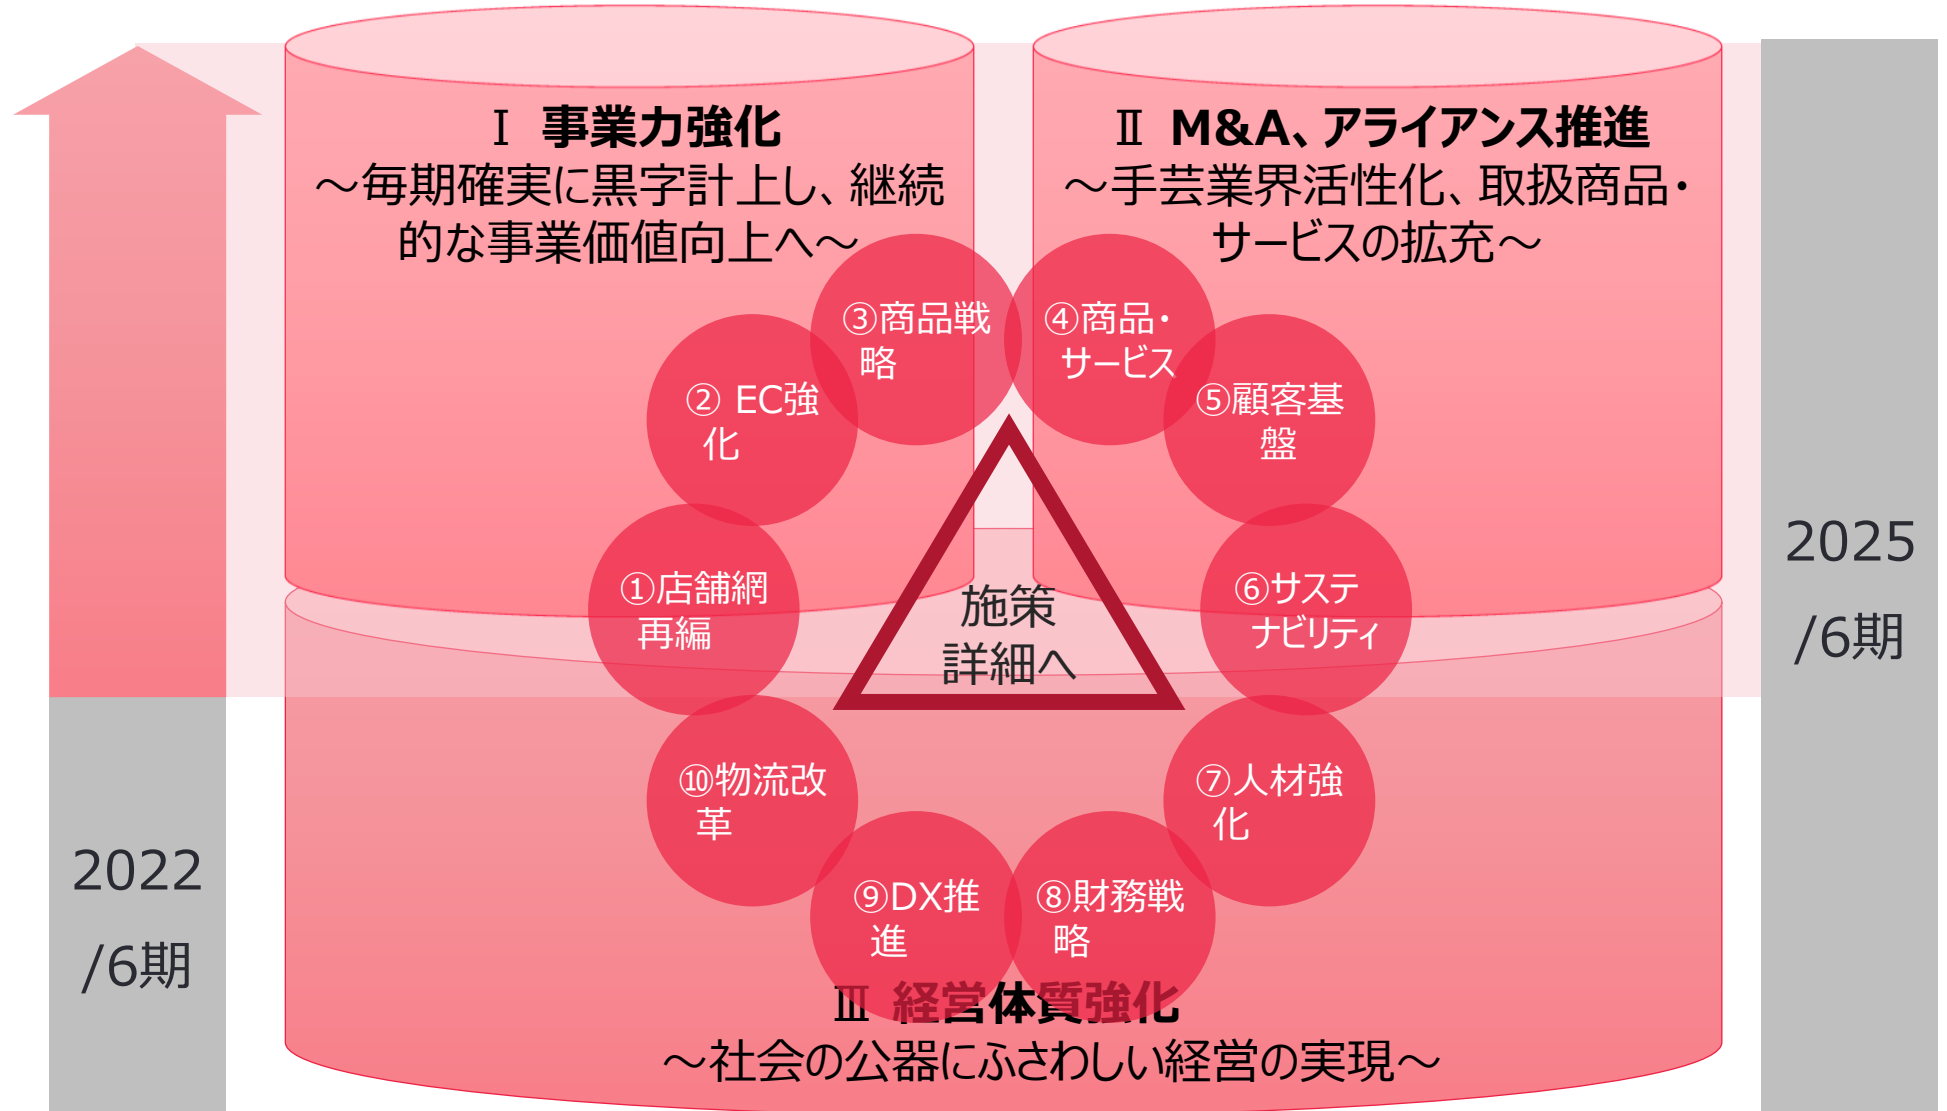 Ⅰ 事業力強化
～毎期確実に黒字計上し、継続
的な事業価値向上へ～
Ⅱ M&A、アライアンス推進
～手芸業界活性化、取扱商品・
サービスの拡充～
①店舗網
再編
② EC強
化
③商品戦
略
④商品・
サービス
⑤顧客基
盤
⑥サステ
ナビリティ
⑦人材強
化
⑧財務戦
略
⑨DX推
進
⑩物流改
革
施策
詳細へ
Ⅲ 経営体質強化
～社会の公器にふさわしい経営の実現～
2022
/6期
2025
/6期